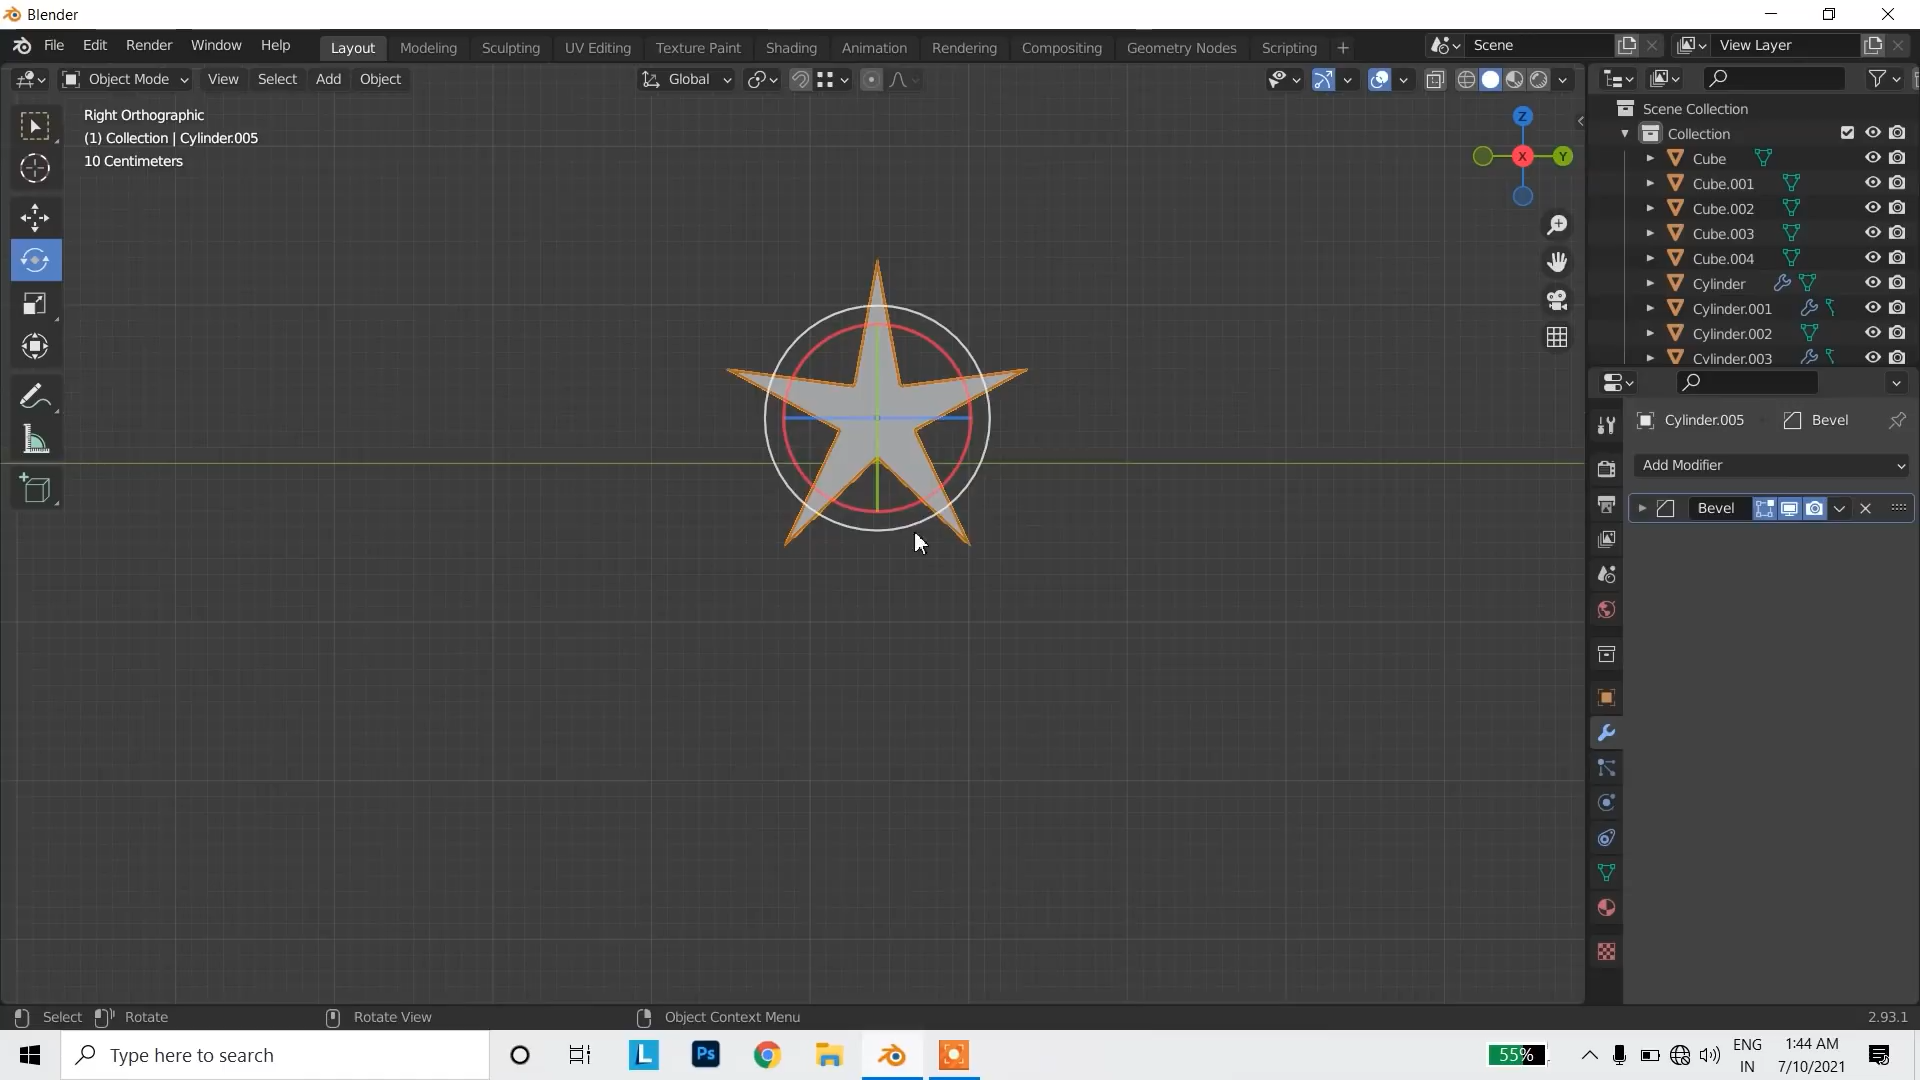 Blender
File Edit Render Window Help Layout Modeling Sculpting UV Editing Texture Paint Shading Animation Rendering Compositing Geometry Nodes Scripting + Scene View Layer
Object Mode View Select Add Object Global
Right Orthographic
(1) Collection | Cylinder.005
10 Centimeters
Z
X
Y
Scene Collection
Collection
Cube
Cube.001
Cube.002
Cube.003
Cube.004
Cylinder
Cylinder.001
Cylinder.002
Cylinder.003
Cylinder.005 Bevel
Add Modifier
Bevel
Select Rotate Rotate View Object Context Menu 2.93.1
Type here to search
L
Ps
55%
ENG
IN
1:44 AM
7/10/2021